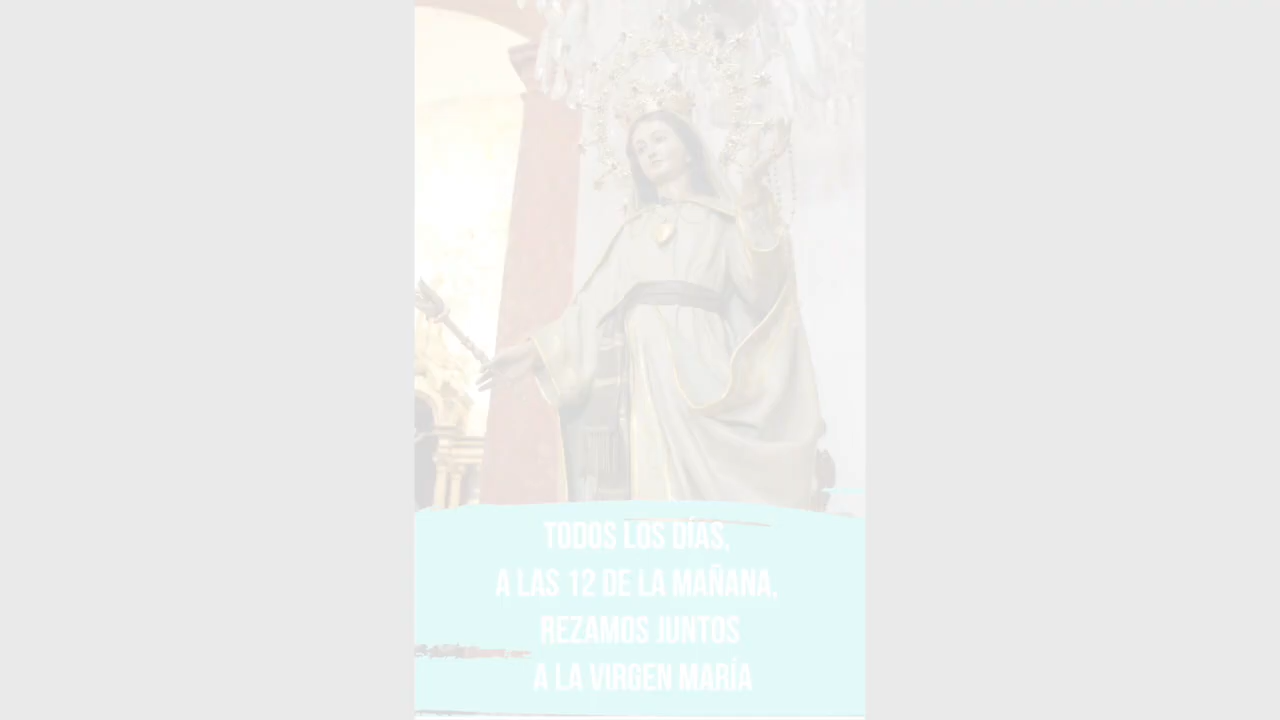 TODOS LOS DÍAS,
A LAS 12 DE LA MAÑANA,
REZAMOS JUNTOS
A LA VIRGEN MARÍA